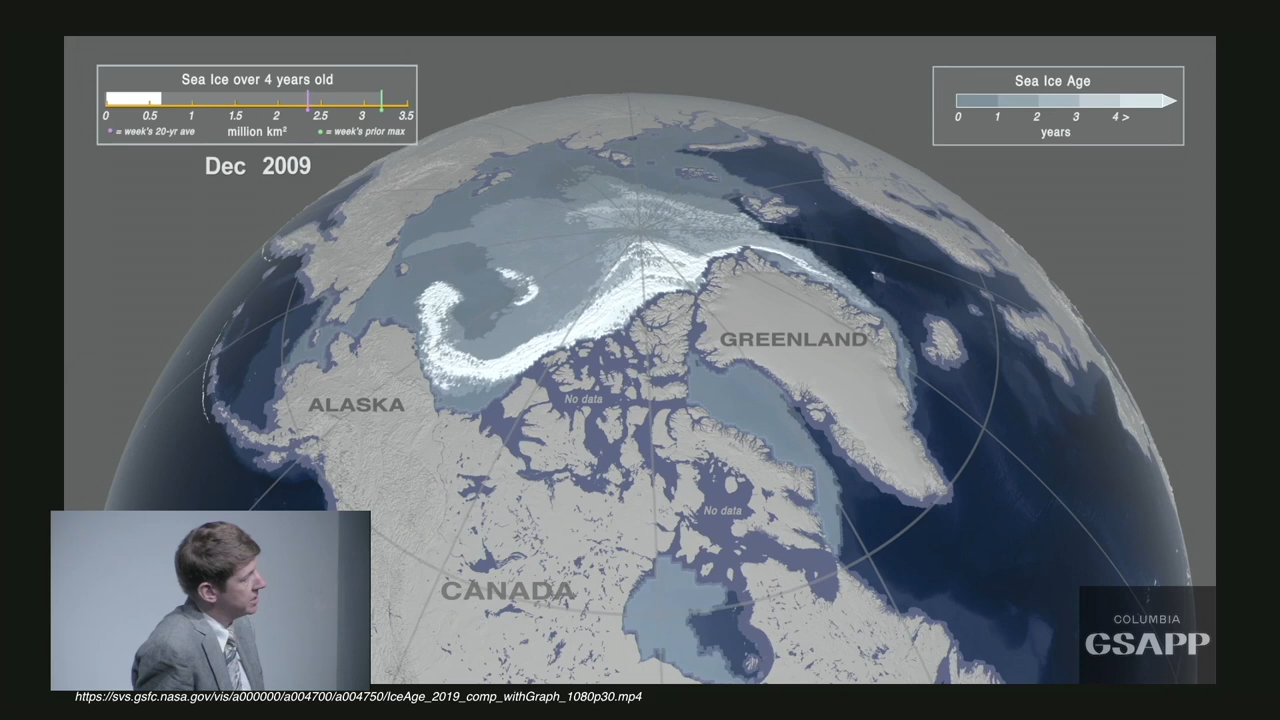 Sea Ice over 4 years old
0 0.5 1 1.5 2 2.5 3 3.5
= week's 20-yr ave million km² = week's prior max
Dec 2009
Sea Ice Age
0 1 2 3 4 >
years
GREENLAND
ALASKA
No data
No data
CANADA
COLUMBIA
GSAPP
https://svs.gsfc.nasa.gov/vis/a000000/a004700/a004750/IceAge_2019_comp_withGraph_1080p30.mp4